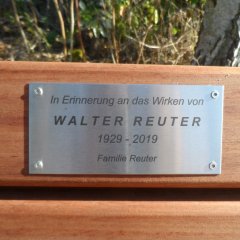 In Erinnerung an das Wirken von
WALTER REUTER
1929 - 2019
Familie Reuter